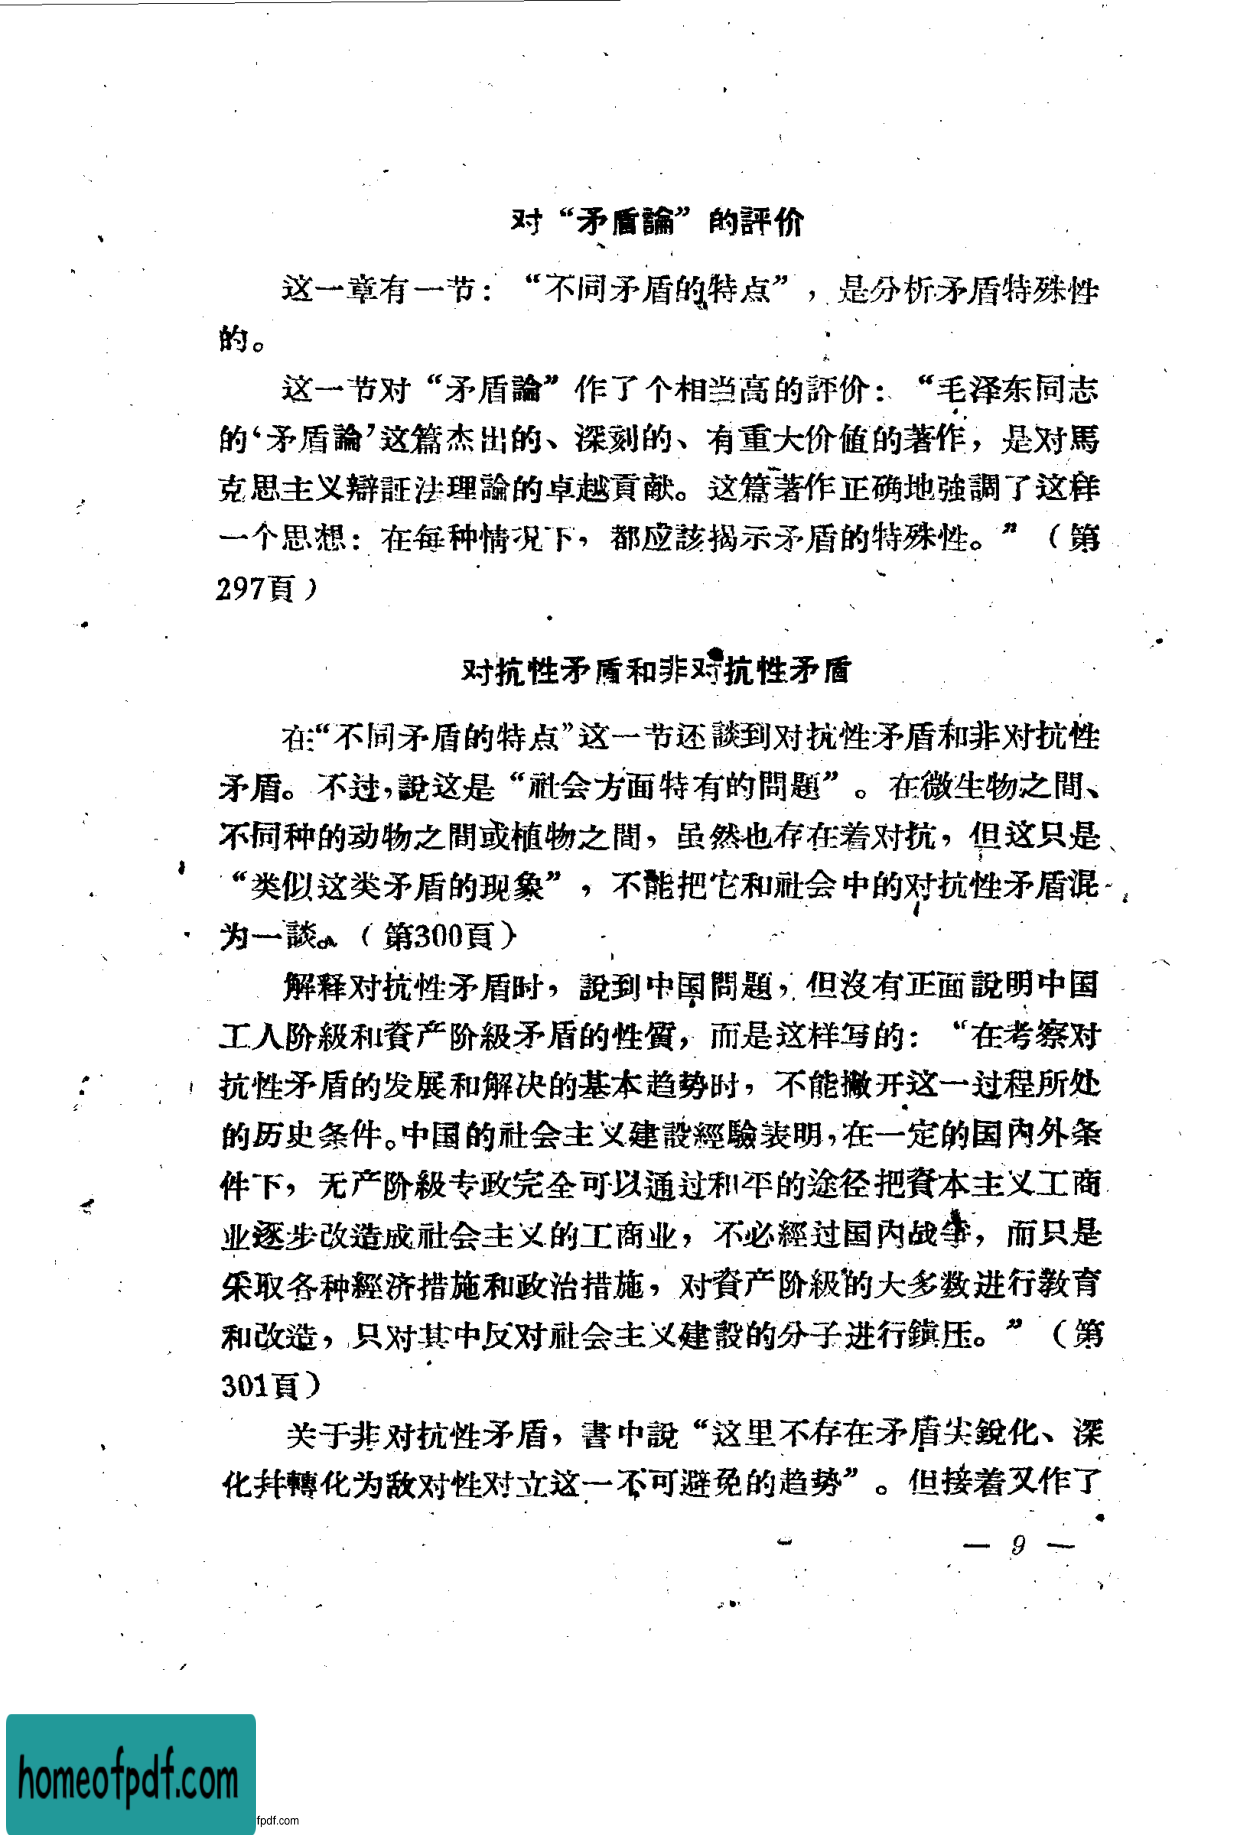 对“矛盾論”的評价
这一章有一节：“不同矛盾的特点”，是分析矛盾特殊性
的。
这一节对“矛盾論”作了个相当高的評价：“毛泽东同志
的‘矛盾論’这篇杰出的、深刻的、有重大价值的著作，是对馬
克思主义辯証法理論的卓越貢献。这篇著作正确地強調了这样
一个思想：在每种情况下，都应該揭示矛盾的特殊性。”（第
297頁）
对抗性矛盾和非对抗性矛盾
在“不同矛盾的特点”这一节还談到对抗性矛盾和非对抗性
矛盾。不过，說这是“社会方面特有的問題”。在微生物之間、
不同种的动物之間或植物之間，虽然也存在着对抗，但这只是
“类似这类矛盾的现象”，不能把它和社会中的对抗性矛盾混
为一談。（第300頁）
解释对抗性矛盾时，說到中国問題，但沒有正面說明中国
工人阶級和資产阶級矛盾的性質，而是这样写的：“在考察对
抗性矛盾的发展和解决的基本趋势时，不能撇开这一过程所处
的历史条件。中国的社会主义建設經驗表明，在一定的国内外条
件下，无产阶級专政完全可以通过和平的途径把資本主义工商
业逐步改造成社会主义的工商业，不必經过国内战争，而只是
采取各种經济措施和政治措施，对資产阶級的大多数进行教育
和改造，只对其中反对社会主义建設的分子进行鎮压。”（第
301頁）
关于非对抗性矛盾，書中說“这里不存在矛盾尖銳化、深
化幷轉化为敌对性对立这一不可避免的趋势”。但接着又作了
— 9 —
homeofpdf.com
fpdf.com